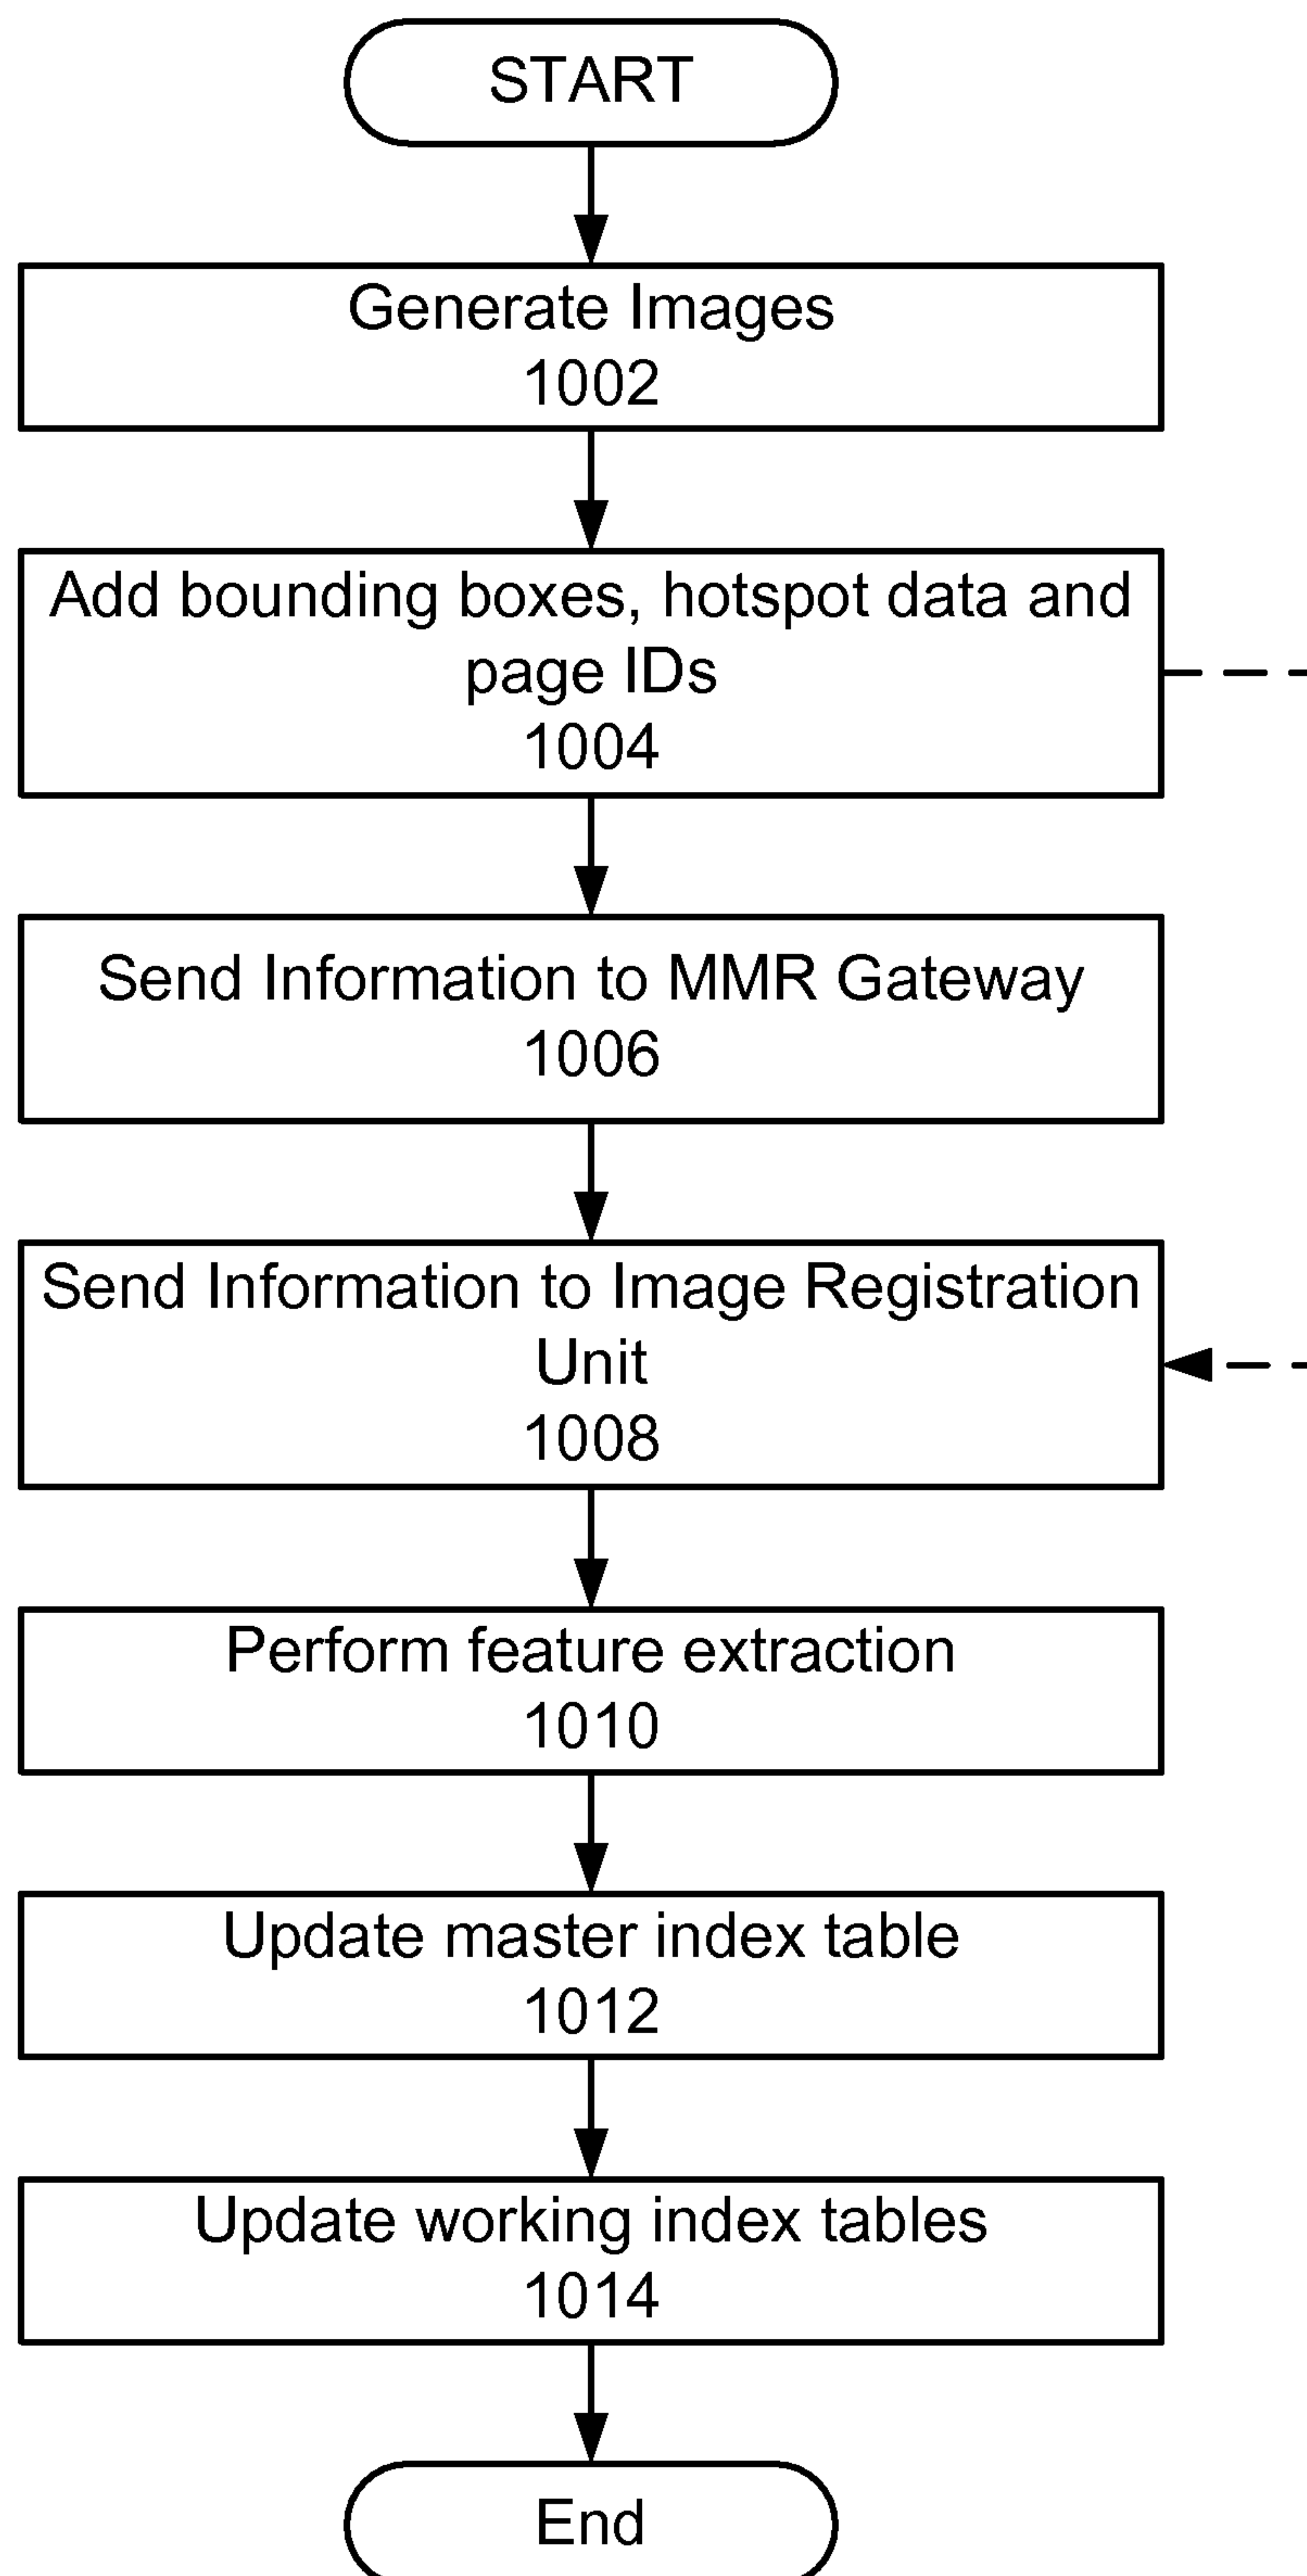 START
Generate Images
1002
Add bounding boxes, hotspot data and
page IDs
1004
Send Information to MMR Gateway
1006
Send Information to Image Registration
Unit
1008
Perform feature extraction
1010
Update master index table
1012
Update working index tables
1014
End